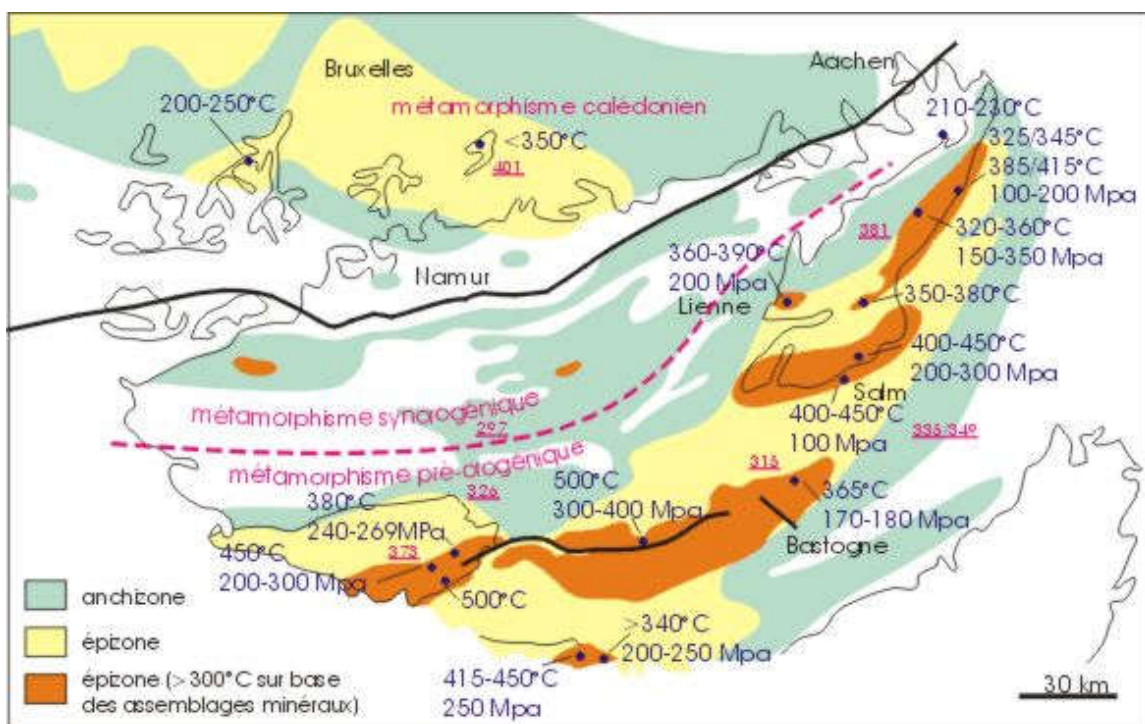 Bruxelles
Aachen
200-250°C
métamorphisme calédonien
<350°C
401
210-230°C
325/345°C
385/415°C
100-200 Mpa
381
320-360°C
150-350 Mpa
360-390°C
200 Mpa
Namur
Lienne
350-380°C
400-450°C
200-300 Mpa
Salm
400-450°C
100 Mpa
métamorphisme synorogénique
297
métamorphisme pré-orogénique
326
315
500°C
300-400 Mpa
365°C
170-180 Mpa
Bastogne
380°C
240-269MPa
373
450°C
200-300 Mpa
500°C
>340°C
200-250 Mpa
415-450°C
250 Mpa
anchizone
épizone
épizone (>300°C sur base
des assemblages minéraux)
30 km